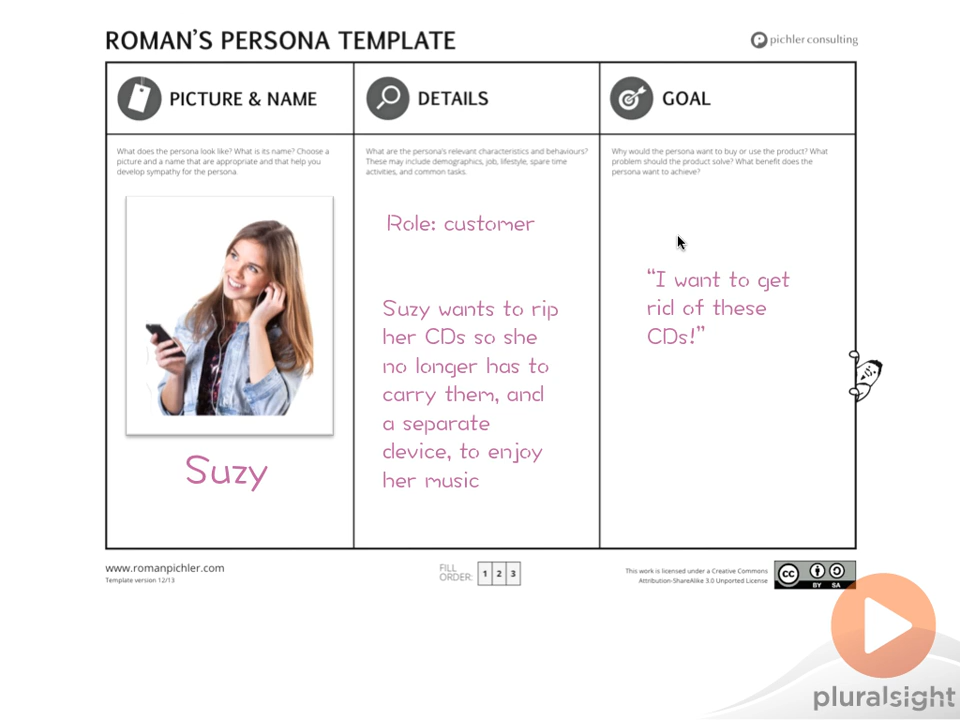 ROMAN'S PERSONA TEMPLATE
pichler consulting
PICTURE & NAME
DETAILS
GOAL
What does the persona look like? What is its name? Choose a
picture and a name that are appropriate and that help you
develop sympathy for the persona.
What are the persona's relevant characteristics and behaviours?
These may include demographics, job, lifestyle, spare time
activities, and common tasks.
Why would the persona want to buy or use the product? What
problem should the product solve? What benefit does the
persona want to achieve?
Role: customer
Suzy wants to rip
her CDs so she
no longer has to
carry them, and
a separate
device, to enjoy
her music
"I want to get
rid of these
CDs!"
Suzy
www.romanpichler.com
Template version 12/13
FILL
ORDER:
1 2 3
This work is licensed under a Creative Commons
Attribution-ShareAlike 3.0 Unported License
cc
BY SA
pluralsight